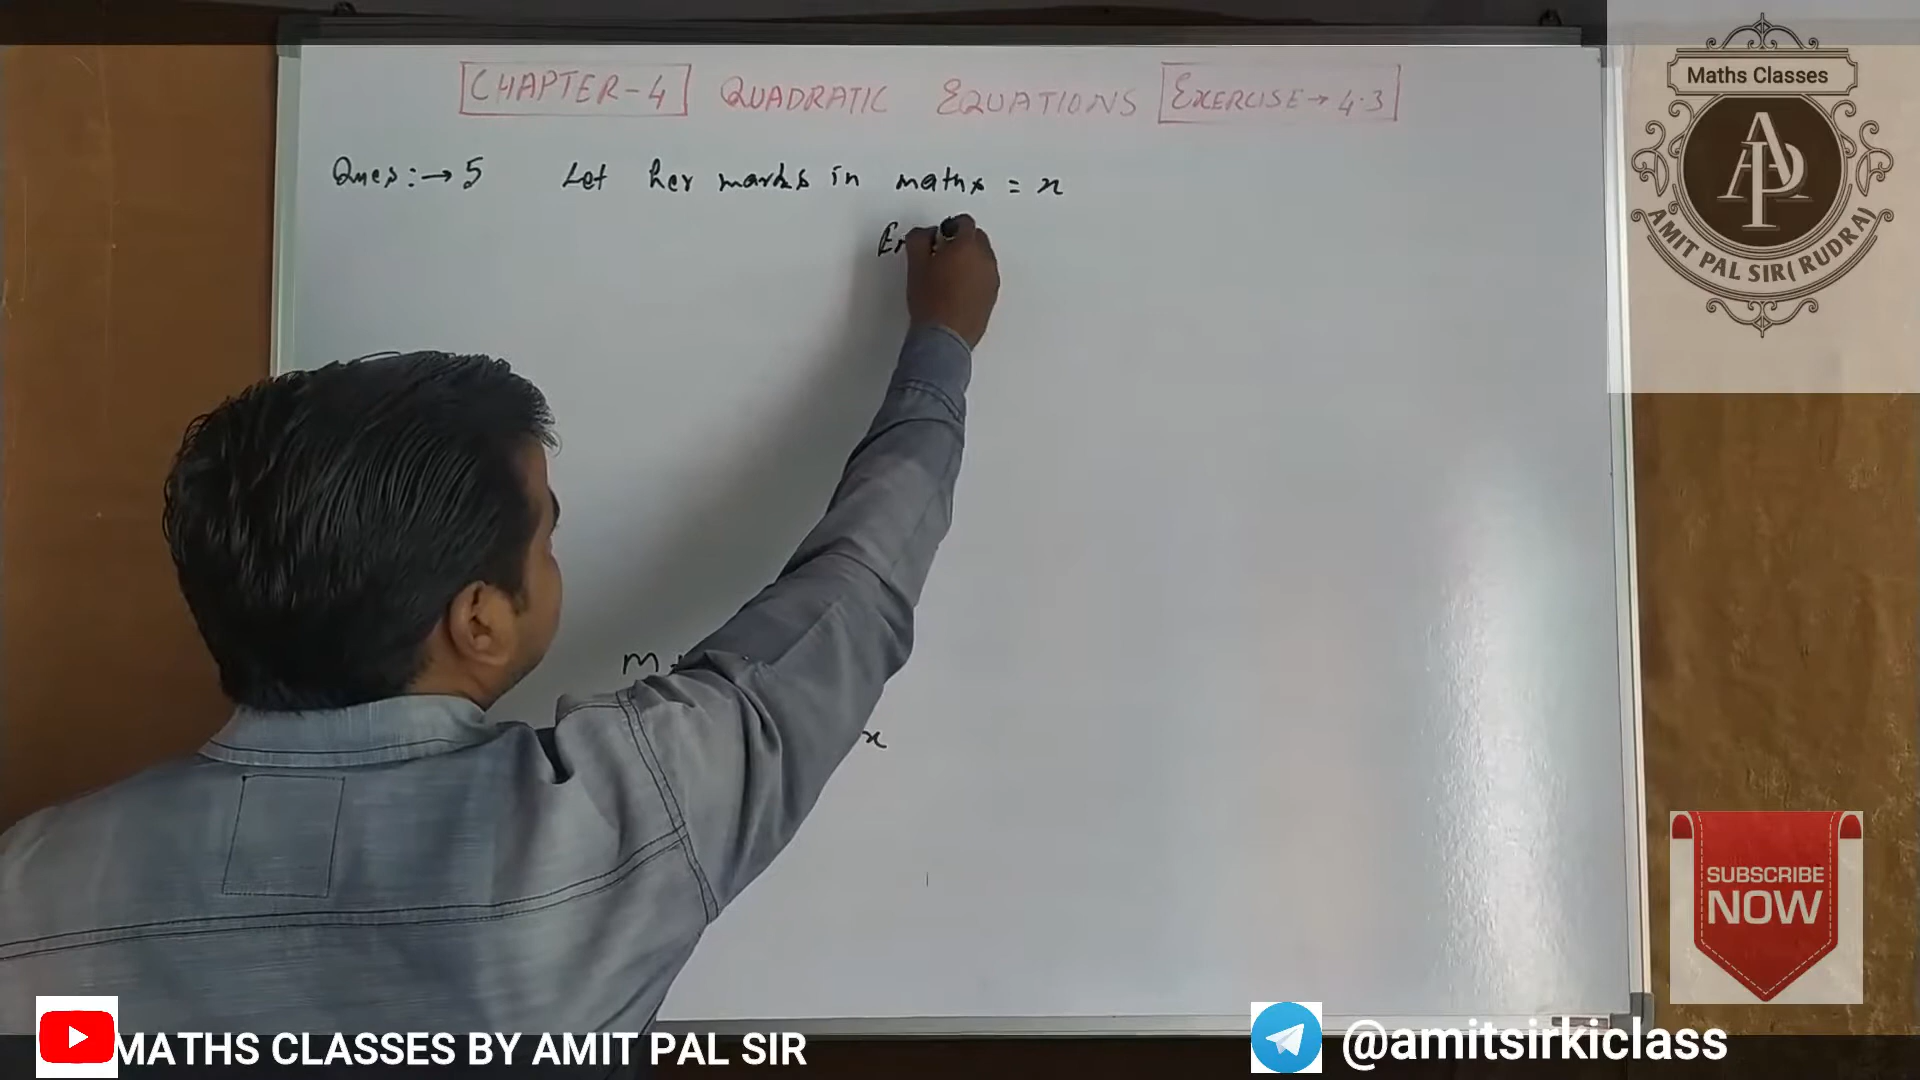 CHAPTER-4 QUADRATIC EQUATIONS EXERCISE→ 4.3
Ques:→ 5 Let her marks in maths = x
x
Maths Classes
AP
AMIT PAL SIR( RUDRA)
SUBSCRIBE
NOW
MATHS CLASSES BY AMIT PAL SIR
@amitsirkiclass